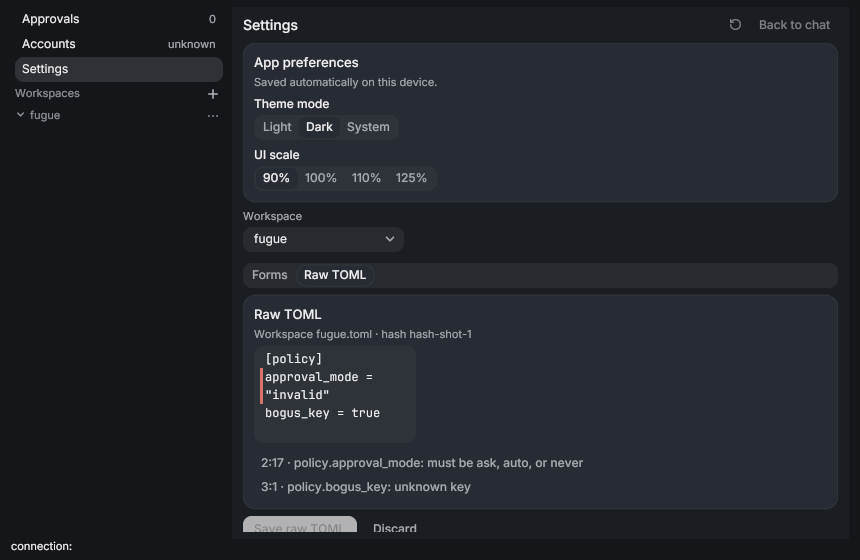 Approvals 0
Accounts unknown
Settings
Workspaces +
fugue ...
Settings Back to chat
App preferences
Saved automatically on this device.
Theme mode
Light Dark System
UI scale
90% 100% 110% 125%
Workspace
fugue
Forms Raw TOML
Raw TOML
Workspace fugue.toml · hash hash-shot-1
[policy]
approval_mode =
"invalid"
bogus_key = true
2:17 · policy.approval_mode: must be ask, auto, or never
3:1 · policy.bogus_key: unknown key
Save raw TOML Discard
connection: